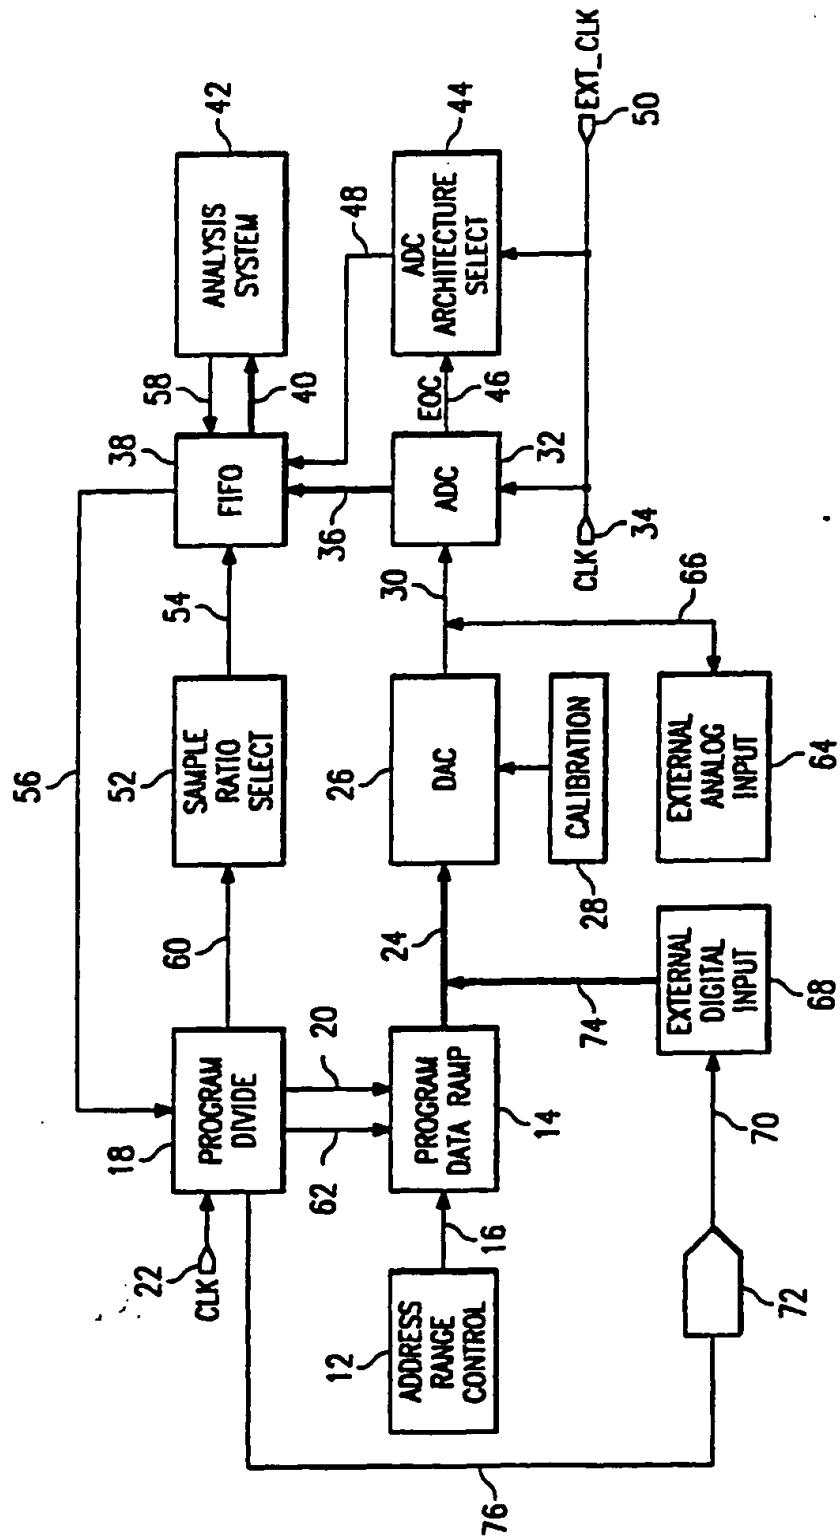 56
22
CLK
18
PROGRAM
DIVIDE
60
52
SAMPLE
RATIO
SELECT
54
38
FIFO
58
40
42
ANALYSIS
SYSTEM
62
20
36
48
12
ADDRESS
RANGE
CONTROL
16
PROGRAM
DATA RAMP
14
24
26
DAC
30
ADC
32
EOC
46
ADC
ARCHITECTURE
SELECT
44
76
72
70
74
28
CALIBRATION
CLK
34
EXT_CLK
50
EXTERNAL
DIGITAL
INPUT
68
EXTERNAL
ANALOG
INPUT
64
66